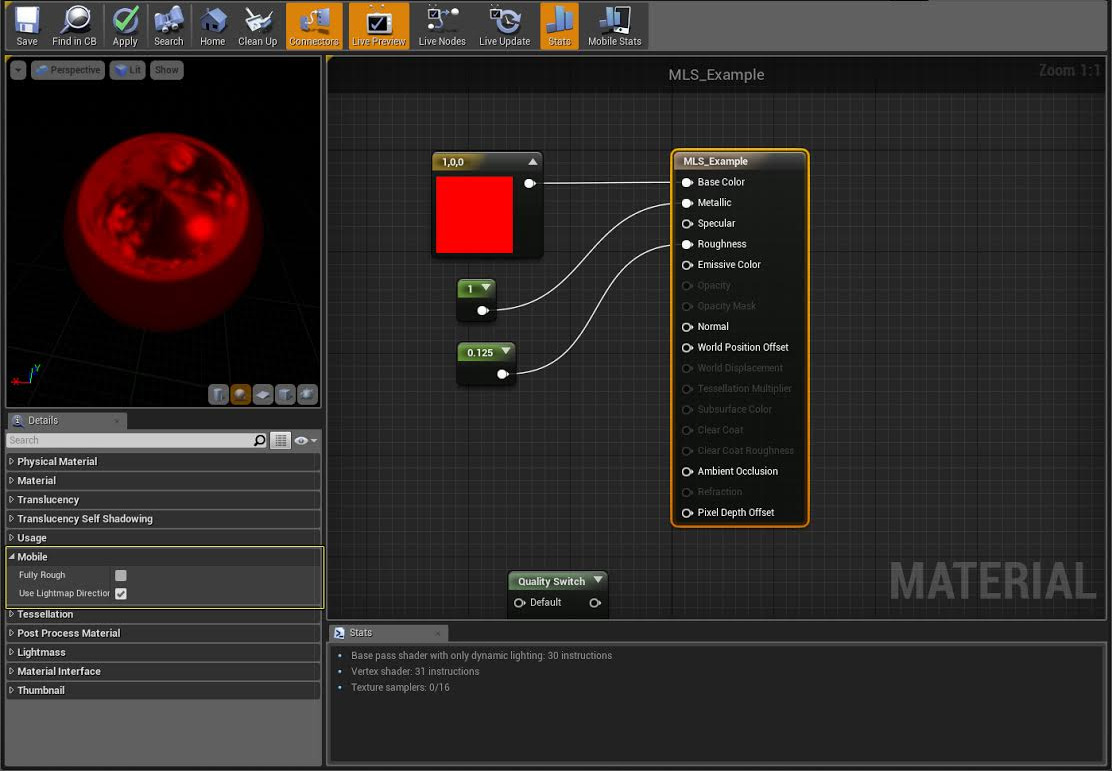 Save Find in CB Apply Search Home Clean Up Connectors Live Preview Live Nodes Live Update Stats Mobile Stats
Perspective Lit Show
MLS_Example
Zoom 1:1
1,0,0
1
0.125
MLS_Example
Base Color
Metallic
Specular
Roughness
Emissive Color
Opacity
Opacity Mask
Normal
World Position Offset
World Displacement
Tessellation Multiplier
Subsurface Color
Clear Coat
Clear Coat Roughness
Ambient Occlusion
Refraction
Pixel Depth Offset
Quality Switch
Default
MATERIAL
Y
X
Details
Search
Physical Material
Material
Translucency
Translucency Self Shadowing
Usage
Mobile
Fully Rough
Use Lightmap Direction
Tessellation
Post Process Material
Lightmass
Material Interface
Thumbnail
Stats
Base pass shader with only dynamic lighting: 30 instructions
Vertex shader: 31 instructions
Texture samplers: 0/16